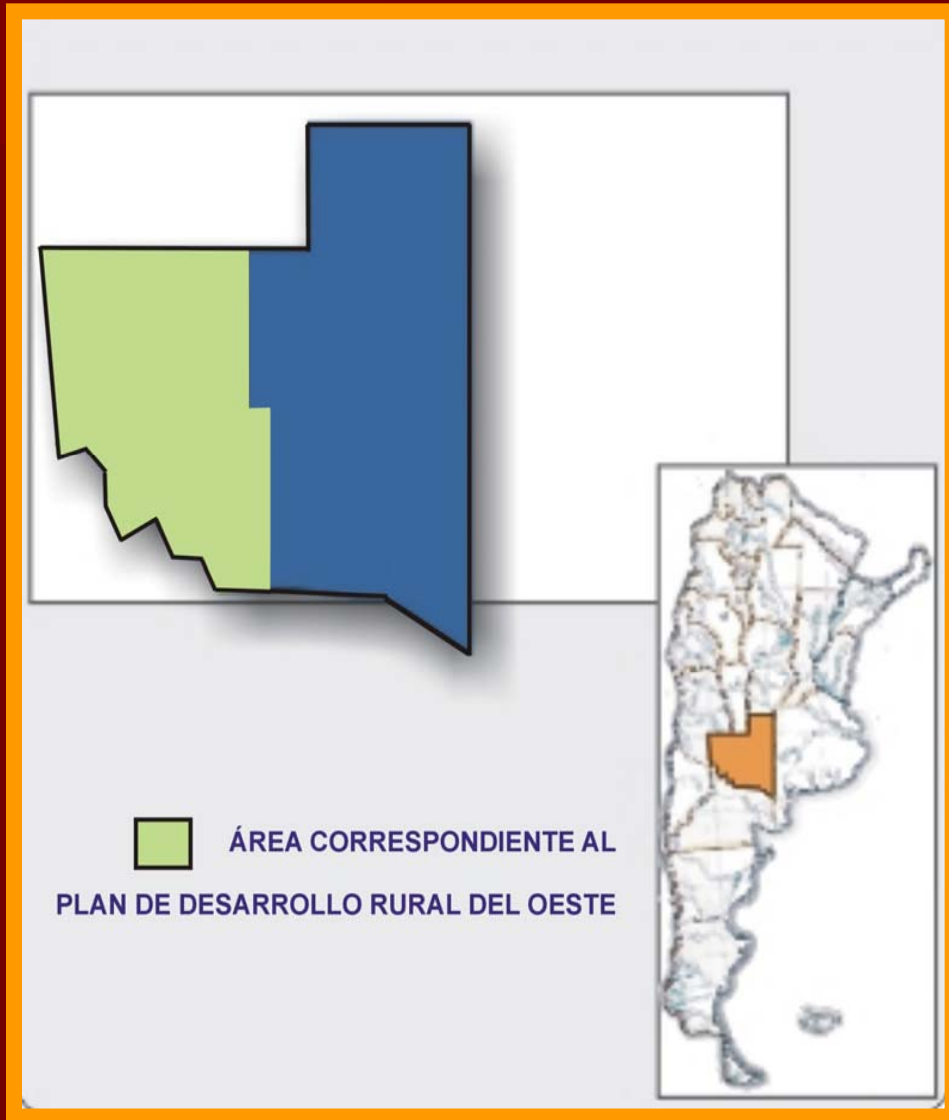 ÁREA CORRESPONDIENTE AL
PLAN DE DESARROLLO RURAL DEL OESTE